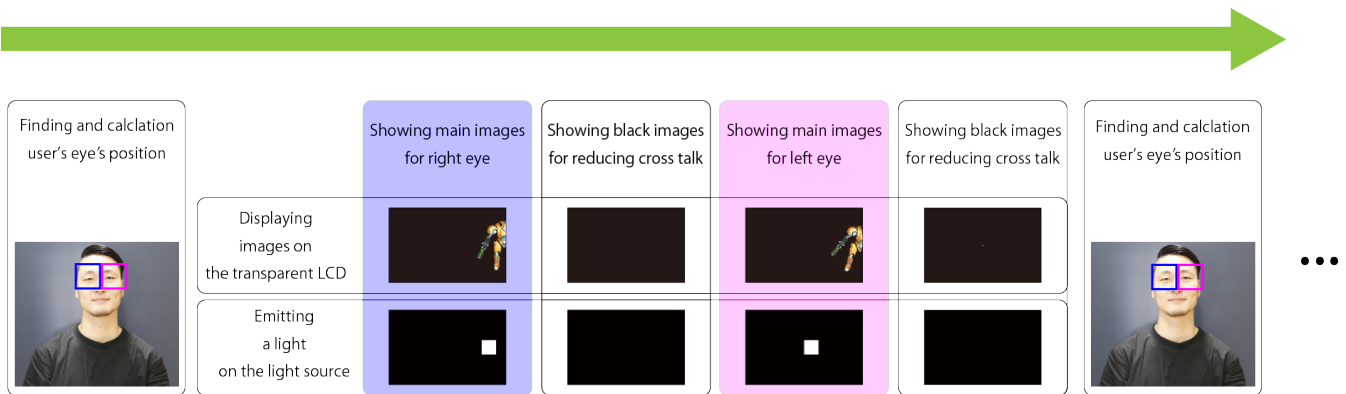 Finding and calclation
user's eye's position
Showing main images
for right eye
Showing black images
for reducing cross talk
Showing main images
for left eye
Showing black images
for reducing cross talk
Finding and calclation
user's eye's position
Displaying
images on
the transparent LCD
Emitting
a light
on the light source
...